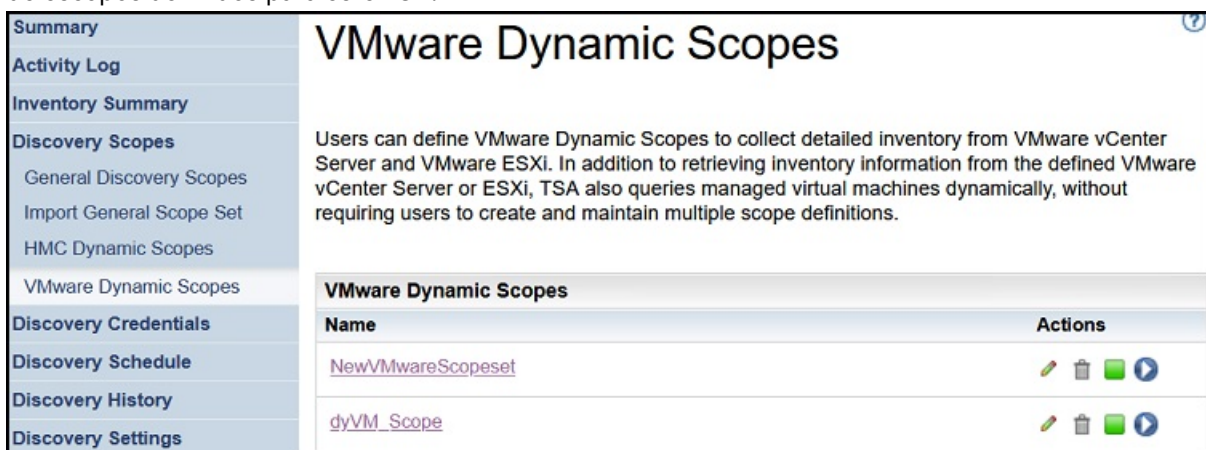 Summary
Activity Log
Inventory Summary
Discovery Scopes
General Discovery Scopes
Import General Scope Set
HMC Dynamic Scopes
VMware Dynamic Scopes
Discovery Credentials
Discovery Schedule
Discovery History
Discovery Settings
VMware Dynamic Scopes
?
Users can define VMware Dynamic Scopes to collect detailed inventory from VMware vCenter
Server and VMware ESXi. In addition to retrieving inventory information from the defined VMware
vCenter Server or ESXi, TSA also queries managed virtual machines dynamically, without
requiring users to create and maintain multiple scope definitions.
VMware Dynamic Scopes
Name Actions
NewVMwareScopeset
dyVM_Scope